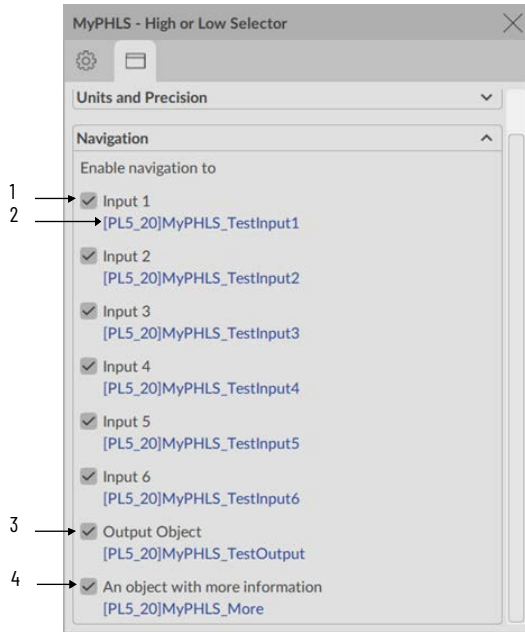 MyPHLS - High or Low Selector
Units and Precision
Navigation
Enable navigation to
1
Input 1
2
[PL5_20]MyPHLS_TestInput1
Input 2
[PL5_20]MyPHLS_TestInput2
Input 3
[PL5_20]MyPHLS_TestInput3
Input 4
[PL5_20]MyPHLS_TestInput4
Input 5
[PL5_20]MyPHLS_TestInput5
Input 6
[PL5_20]MyPHLS_TestInput6
3
Output Object
[PL5_20]MyPHLS_TestOutput
4
An object with more information
[PL5_20]MyPHLS_More